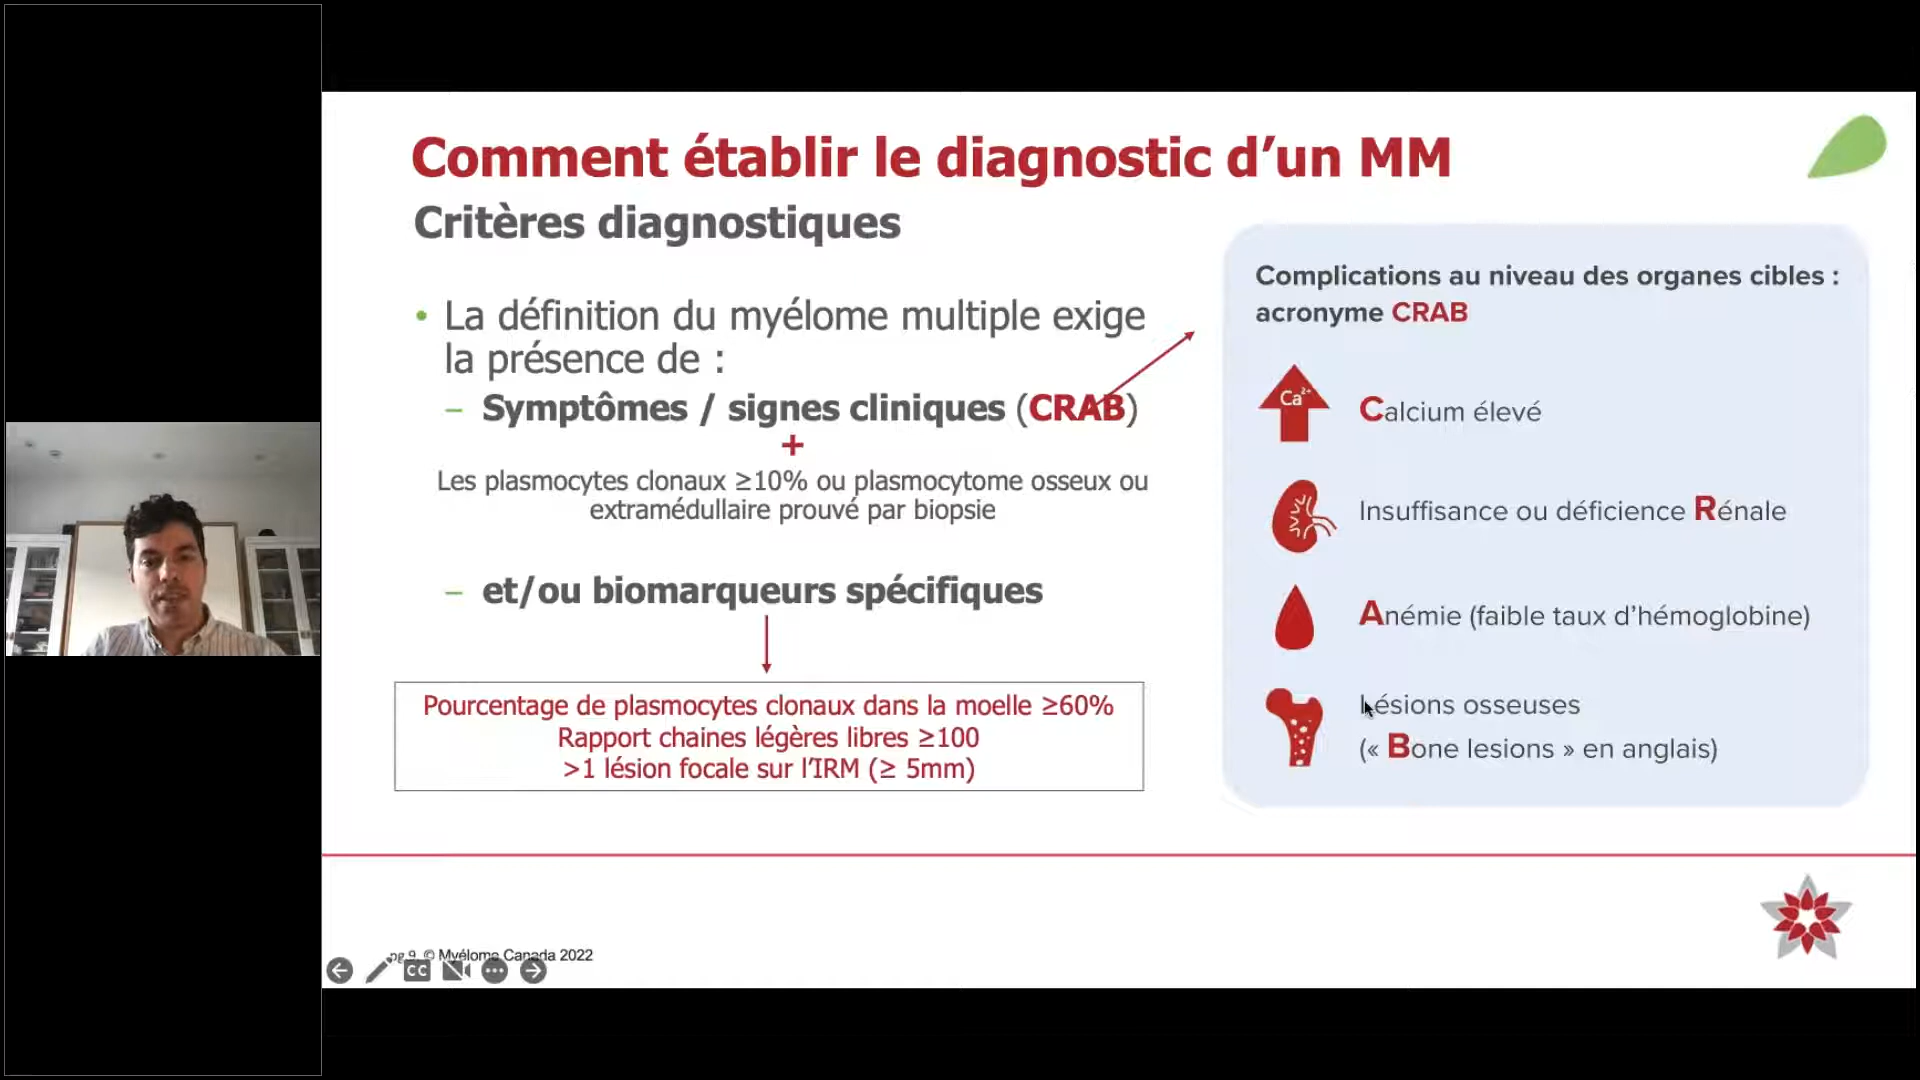 Comment établir le diagnostic d’un MM
Critères diagnostiques
• La définition du myélome multiple exige
la présence de :
– Symptômes / signes cliniques (CRAB)
+
Les plasmocytes clonaux ≥10% ou plasmocytome osseux ou
extramédullaire prouvé par biopsie
– et/ou biomarqueurs spécifiques
Pourcentage de plasmocytes clonaux dans la moelle ≥60%
Rapport chaines légères libres ≥100
>1 lésion focale sur l’IRM (≥ 5mm)
Complications au niveau des organes cibles :
acronyme CRAB
Ca²⁺
Calcium élevé
Insuffisance ou déficience Rénale
Anémie (faible taux d’hémoglobine)
Lésions osseuses
(« Bone lesions » en anglais)
pg 9 © Myélome Canada 2022
CC